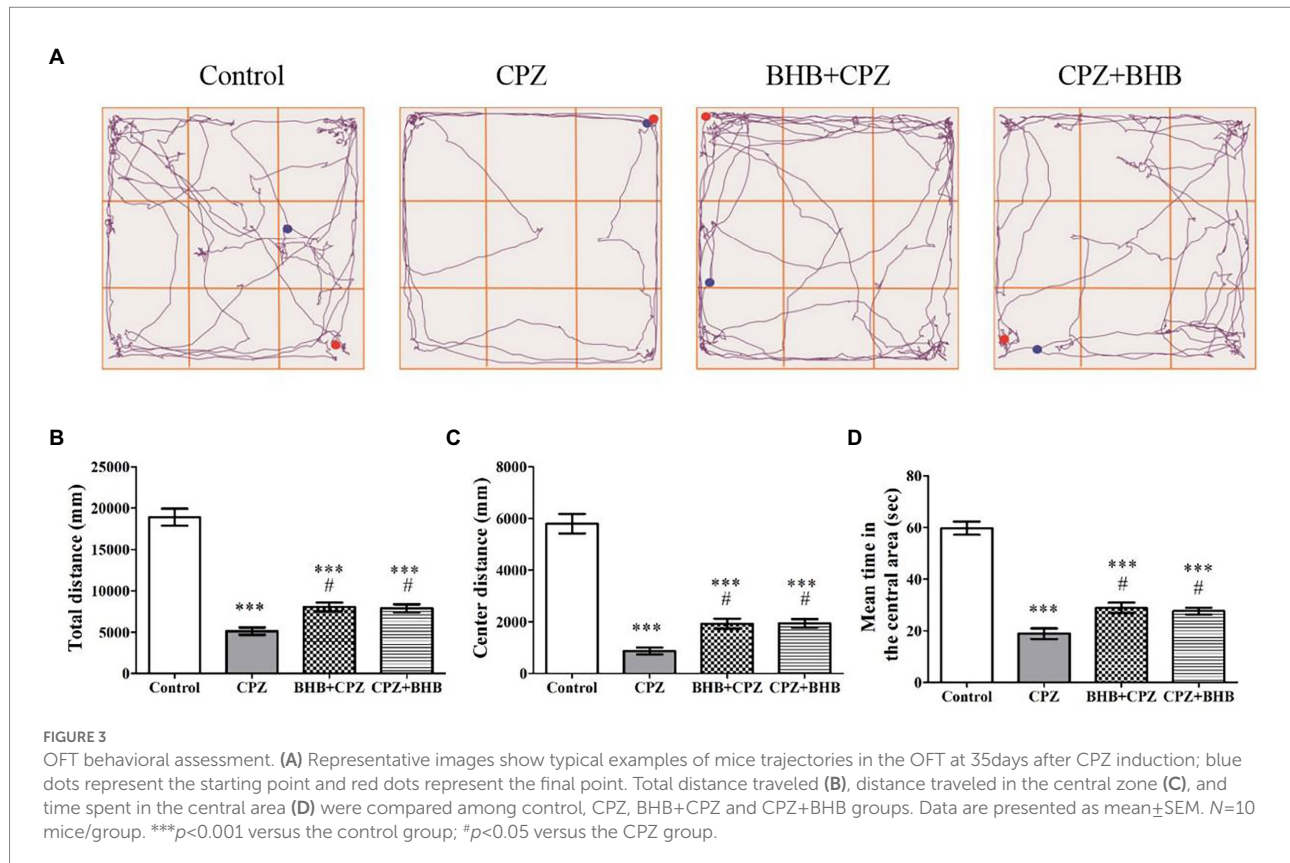 A
Control
CPZ
BHB+CPZ
CPZ+BHB
B
Total distance (mm)
25000
20000
15000
10000
5000
0
***
***
#
***
#
Control
CPZ
BHB+CPZ
CPZ+BHB
C
Center distance (mm)
8000
6000
4000
2000
0
***
***
#
***
#
Control
CPZ
BHB+CPZ
CPZ+BHB
D
Mean time in
the central area (sec)
80
60
40
20
0
***
***
#
***
#
Control
CPZ
BHB+CPZ
CPZ+BHB
FIGURE 3
OFT behavioral assessment. (A) Representative images show typical examples of mice trajectories in the OFT at 35days after CPZ induction; blue
dots represent the starting point and red dots represent the final point. Total distance traveled (B), distance traveled in the central zone (C), and
time spent in the central area (D) were compared among control, CPZ, BHB+CPZ and CPZ+BHB groups. Data are presented as mean±SEM. N=10
mice/group. ***p<0.001 versus the control group; #p<0.05 versus the CPZ group.